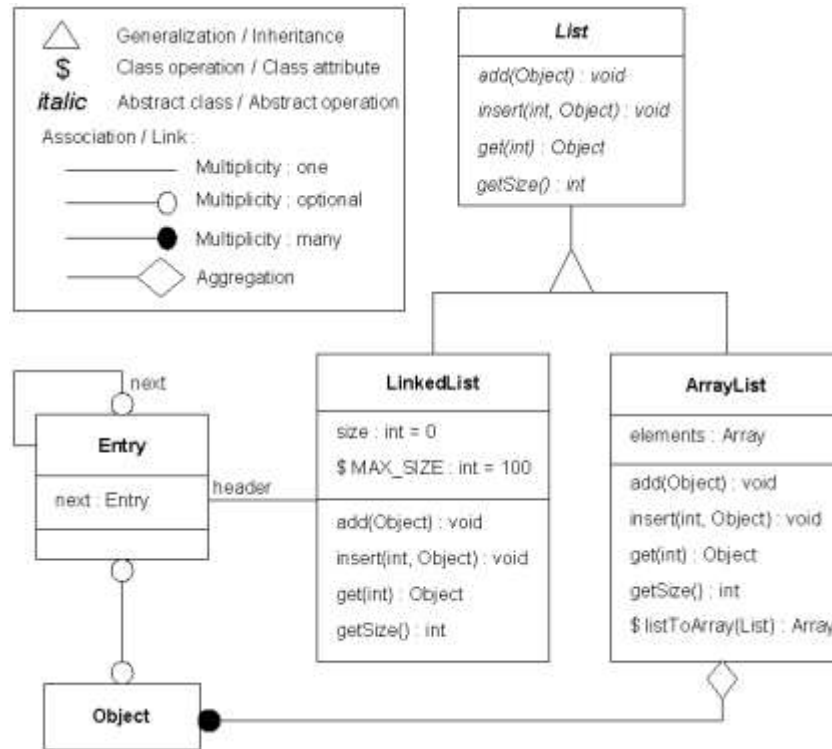 Generalization / Inheritance
$ Class operation / Class attribute
italic Abstract class / Abstract operation
Association / Link :
Multiplicity : one
Multiplicity : optional
Multiplicity : many
Aggregation
List
add(Object) : void
insert(int, Object) : void
get(int) : Object
getSize() : int
next
Entry
next : Entry
header
LinkedList
size : int = 0
$ MAX_SIZE : int = 100
add(Object) : void
insert(int, Object) : void
get(int) : Object
getSize() : int
ArrayList
elements : Array
add(Object) : void
insert(int, Object) : void
get(int) : Object
getSize() : int
$ listToArray(List) : Array
Object